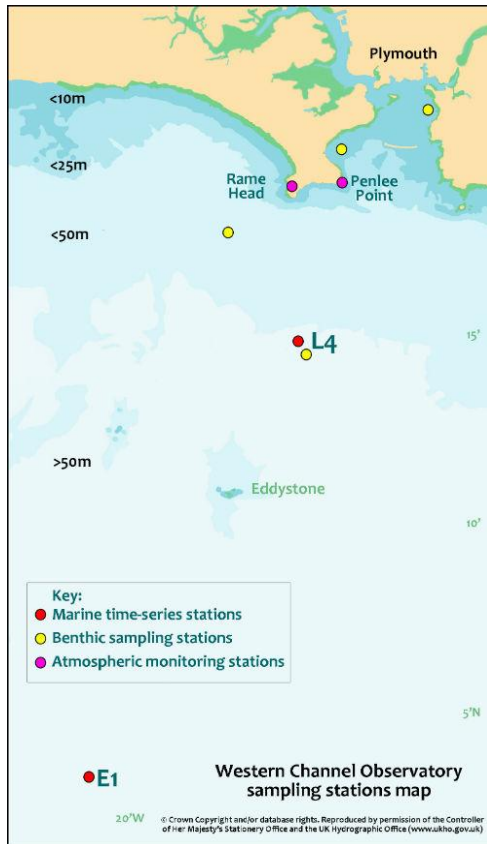 Plymouth
<10m
<25m
Rame
Head
Penlee
Point
<50m
15'
L4
>50m
Eddystone
10'
Key:
Marine time-series stations
Benthic sampling stations
Atmospheric monitoring stations
5'N
E1
Western Channel Observatory
sampling stations map
20'W
© Crown Copyright and/or database rights. Reproduced by permission of the Controller
of Her Majesty's Stationery Office and the UK Hydrographic Office (www.ukho.gov.uk)